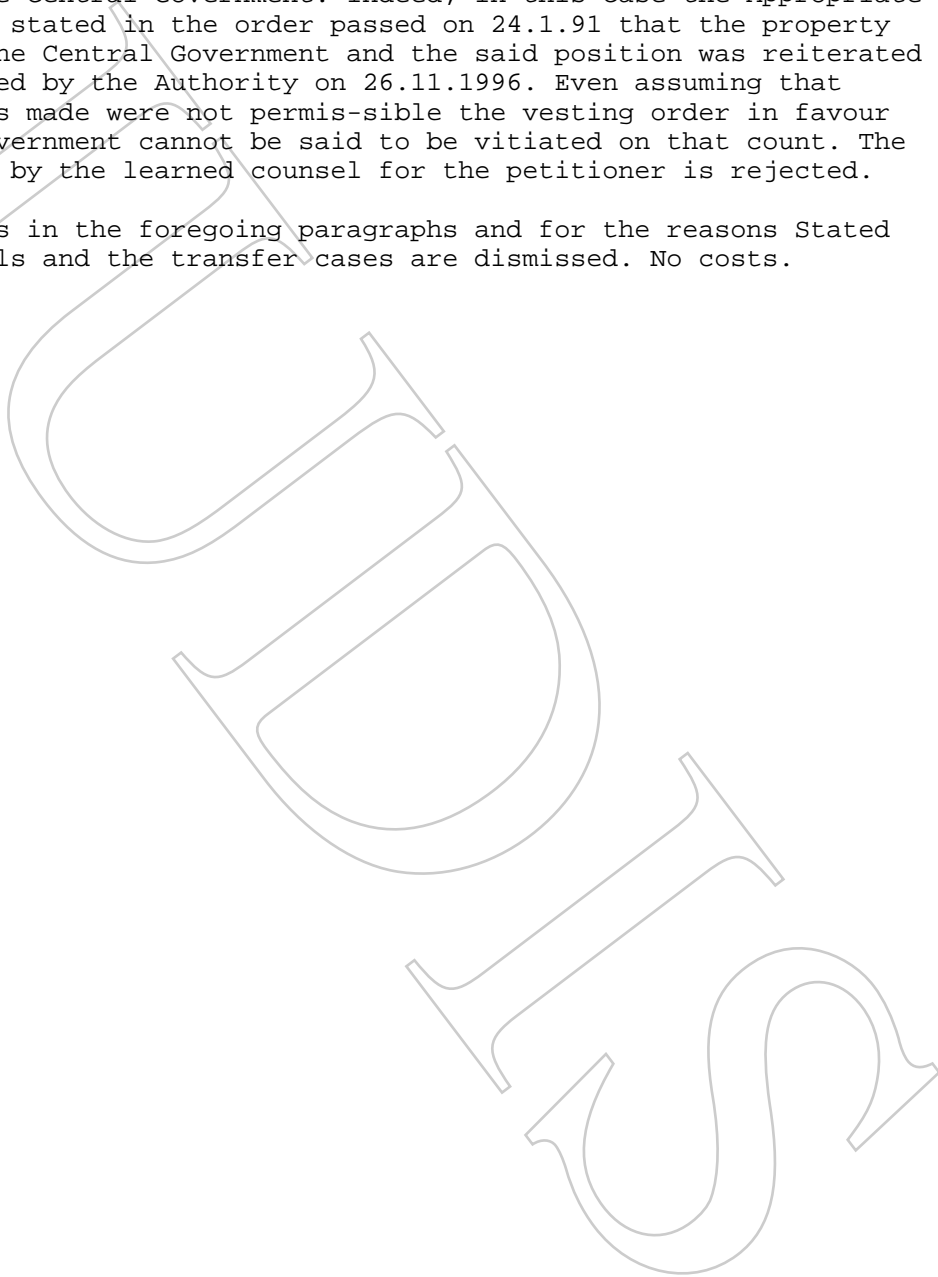 e Central Government. Indeed, in this case the Appropriate
stated in the order passed on 24.1.91 that the property
he Central Government and the said position was reiterated
ed by the Authority on 26.11.1996. Even assuming that
s made were not permis-sible the vesting order in favour
vernment cannot be said to be vitiated on that count. The
by the learned counsel for the petitioner is rejected.
s in the foregoing paragraphs and for the reasons Stated
ls and the transfer cases are dismissed. No costs.
U
D
I
S